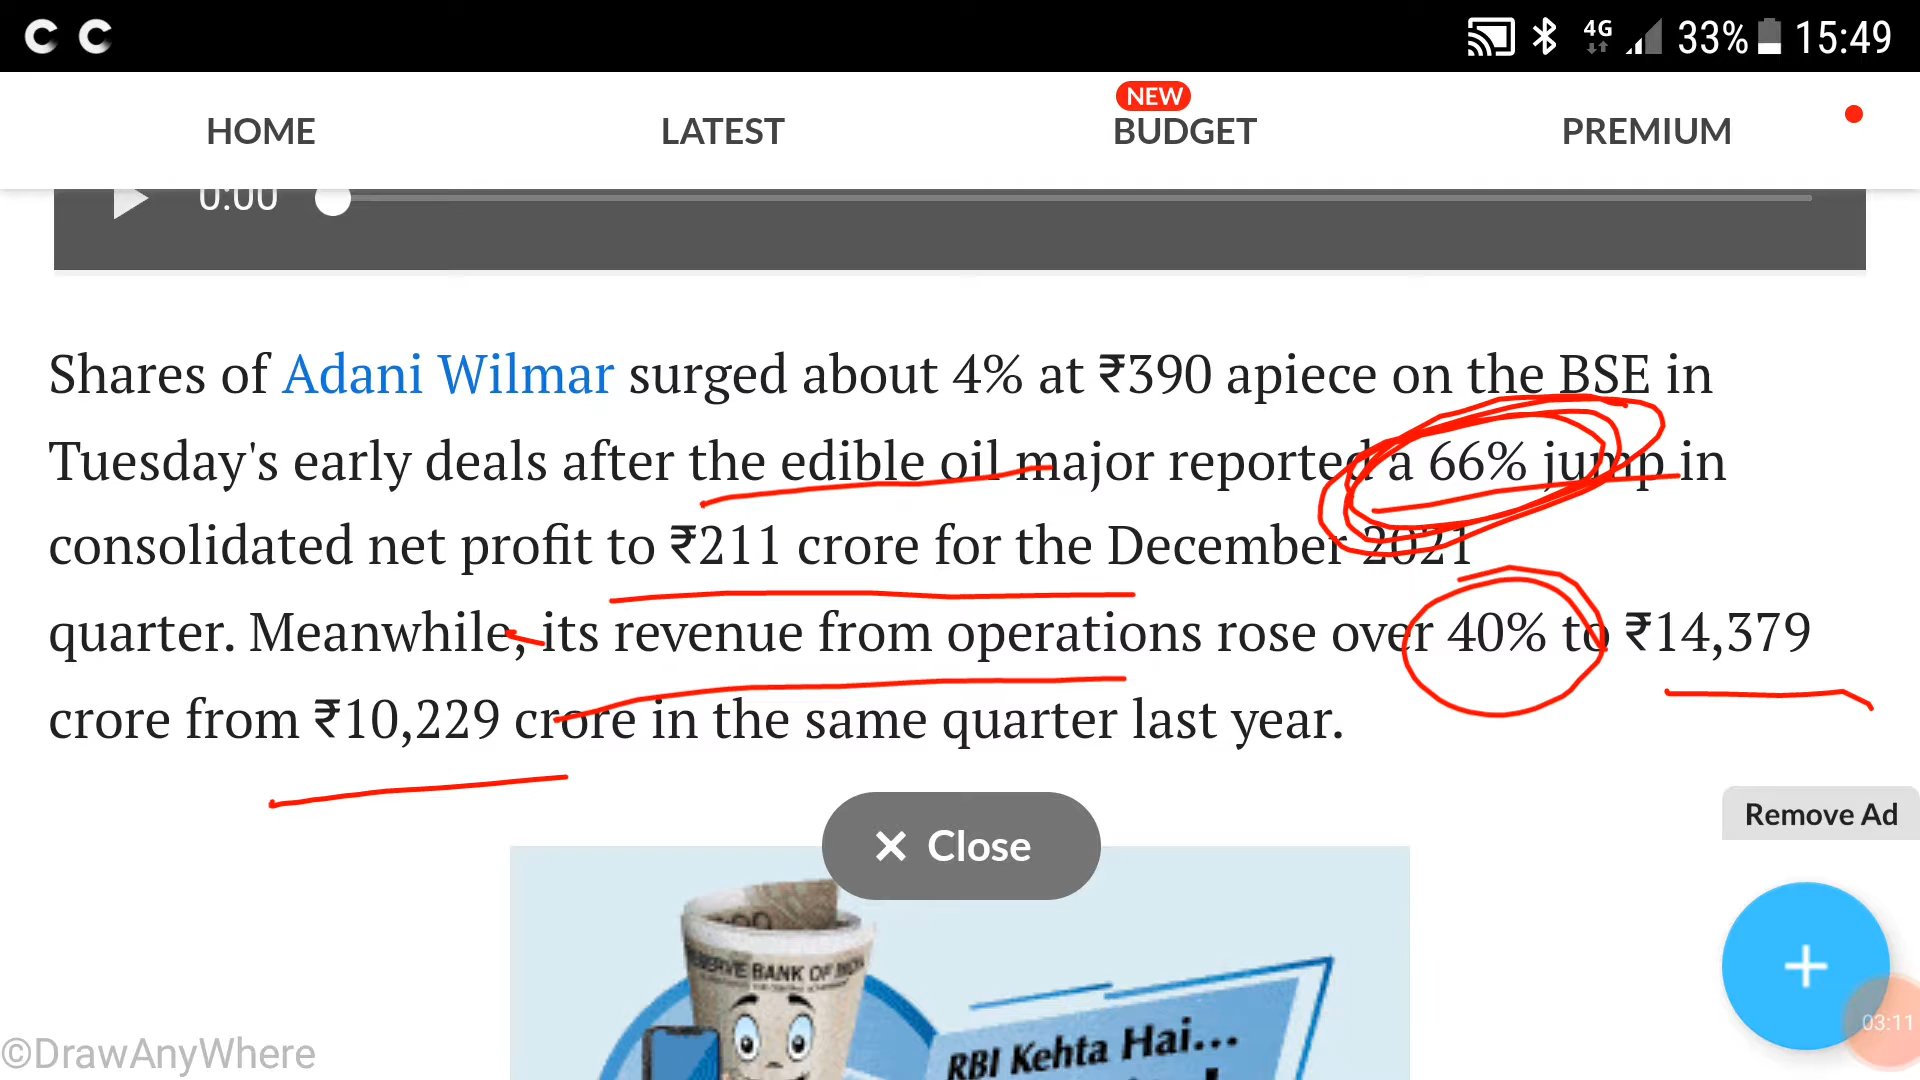 C C 4G 33% 15:49
NEW
HOME LATEST BUDGET PREMIUM
0:00
Shares of Adani Wilmar surged about 4% at ₹390 apiece on the BSE in
Tuesday's early deals after the edible oil major reported a 66% jump in
consolidated net profit to ₹211 crore for the December 2021
quarter. Meanwhile, its revenue from operations rose over 40% to ₹14,379
crore from ₹10,229 crore in the same quarter last year.
Remove Ad
× Close
BANK OF
RBI Kehta Hai...
+
03:11
©DrawAnyWhere